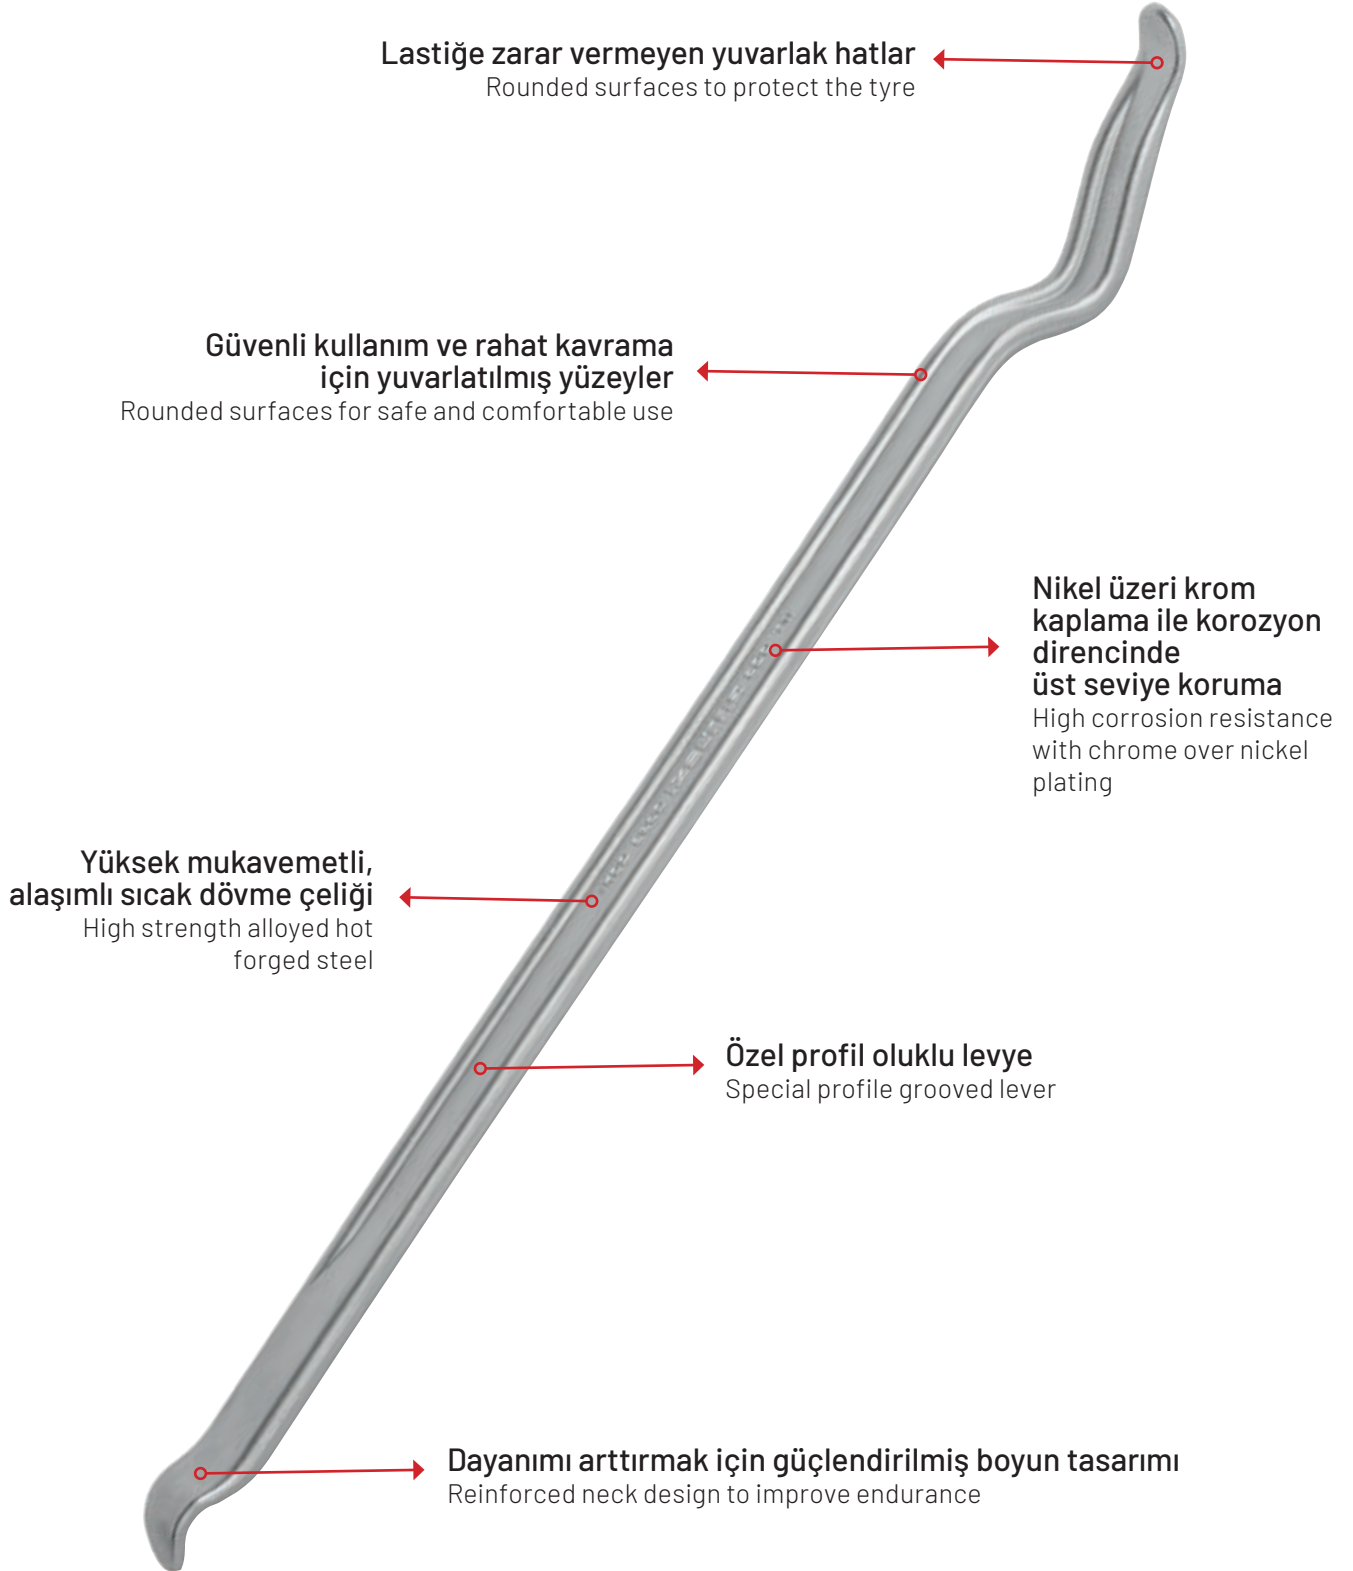 Lastiğe zarar vermeyen yuvarlak hatlar
Rounded surfaces to protect the tyre
Güvenli kullanım ve rahat kavrama
için yuvarlatılmış yüzeyler
Rounded surfaces for safe and comfortable use
Nikel üzeri krom
kaplama ile korozyon
direncinde
üst seviye koruma
High corrosion resistance
with chrome over nickel
plating
Yüksek mukavemetli,
alaşımlı sıcak dövme çeliği
High strength alloyed hot
forged steel
Özel profil oluklu levye
Special profile grooved lever
Dayanımı arttırmak için güçlendirilmiş boyun tasarımı
Reinforced neck design to improve endurance